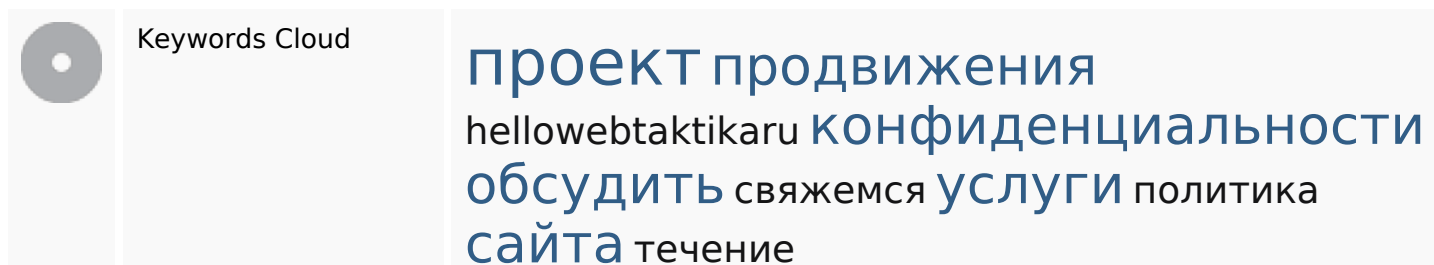 Keywords Cloud
проект продвижения
hellowebtaktikaru конфиденциальности
обсудить свяжемся услуги политика
сайта течение